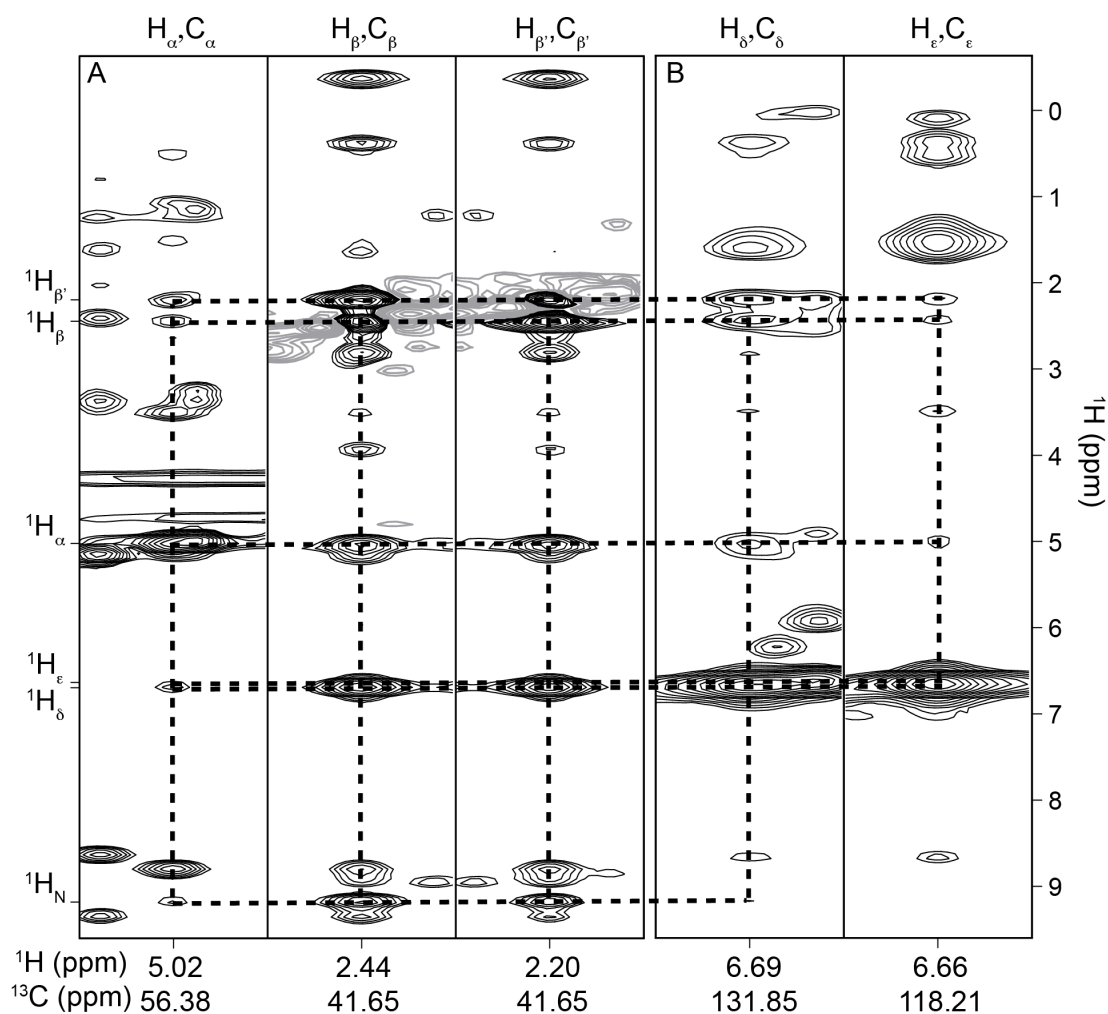 Hα,Cα Hβ,Cβ Hβ',Cβ' Hδ,Cδ Hε,Cε
A B
0
1
2
3
4
5
6
7
8
9
¹H (ppm)
¹Hβ'
¹Hβ
¹Hα
¹Hε
¹Hδ
¹HN
¹H (ppm) 5.02 2.44 2.20 6.69 6.66
¹³C (ppm) 56.38 41.65 41.65 131.85 118.21